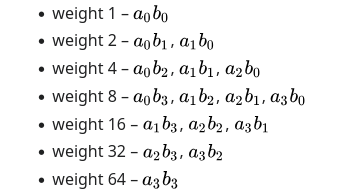 • weight 1 – a₀b₀
• weight 2 – a₀b₁, a₁b₀
• weight 4 – a₀b₂, a₁b₁, a₂b₀
• weight 8 – a₀b₃, a₁b₂, a₂b₁, a₃b₀
• weight 16 – a₁b₃, a₂b₂, a₃b₁
• weight 32 – a₂b₃, a₃b₂
• weight 64 – a₃b₃